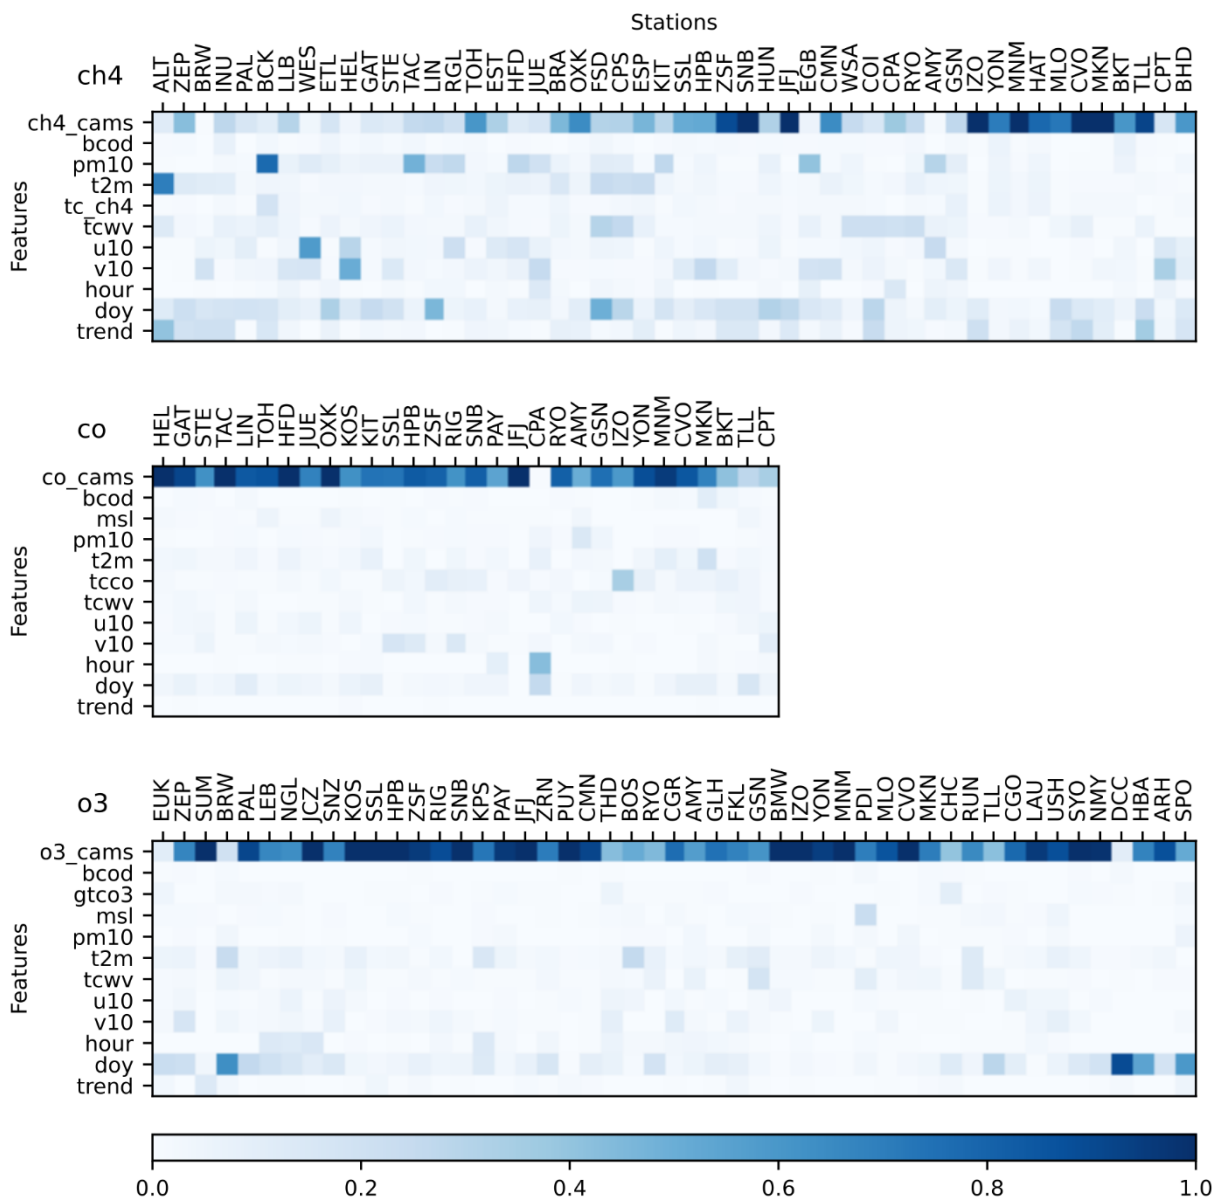 Stations
ch4
ALT ZEP BRW INU PAL BCK LLB WES ETL HEL GAT STE TAC LIN RGL TOH EST HFD JUE BRA OXK FSD CPS ESP KIT SSL HPB ZSF SNB HUN JFJ EGB CMN WSA COI CPA RYO AMY GSN IZO YON MNM HAT MLO CVO MKN BKT TLL CPT BHD
Features
ch4_cams
bcod
pm10
t2m
tc_ch4
tcwv
u10
v10
hour
doy
trend
co
HEL GAT STE TAC LIN TOH HFD JUE OXK KOS KIT SSL HPB ZSF RIG SNB PAY JFJ CPA RYO AMY GSN IZO YON MNM CVO MKN BKT TLL CPT
Features
co_cams
bcod
msl
pm10
t2m
tcco
tcwv
u10
v10
hour
doy
trend
o3
EUK ZEP SUM BRW PAL LEB NGL JCZ SNZ KOS SSL HPB ZSF RIG SNB KPS PAY JFJ ZRN PUY CMN THD BOS RYO CGR AMY GLH FKL GSN BMW IZO YON MNM PDI MLO CVO MKN CHC RUN TLL CGO LAU USH SYO NMY DCC HBA ARH SPO
Features
o3_cams
bcod
gtco3
msl
pm10
t2m
tcwv
u10
v10
hour
doy
trend
0.0 0.2 0.4 0.6 0.8 1.0